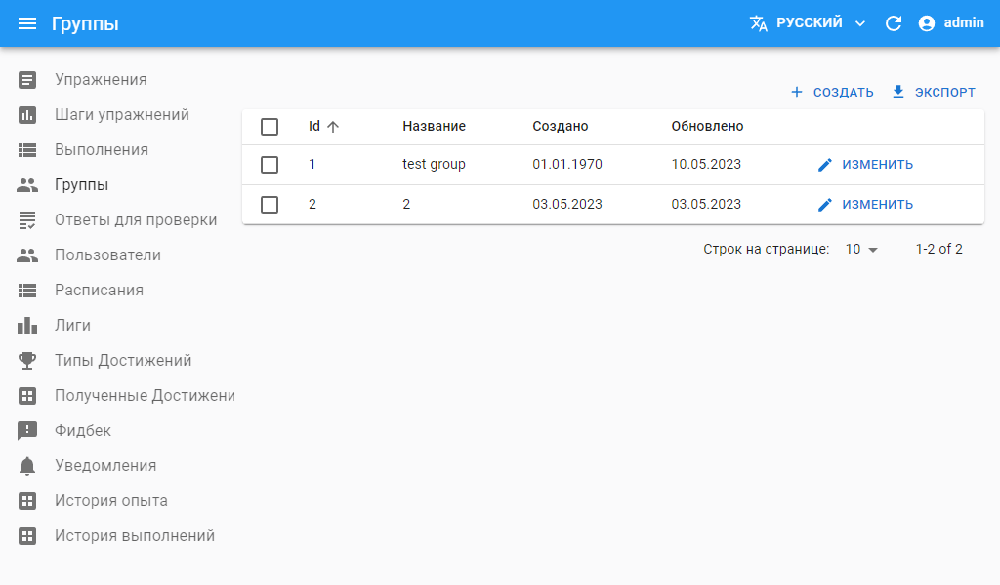 Группы
РУССКИЙ
admin
Упражнения
Шаги упражнений
Выполнения
Группы
Ответы для проверки
Пользователи
Расписания
Лиги
Типы Достижений
Полученные Достижени
Фидбек
Уведомления
История опыта
История выполнений
СОЗДАТЬ ЭКСПОРТ
Id Название Создано Обновлено
1 test group 01.01.1970 10.05.2023 ИЗМЕНИТЬ
2 2 03.05.2023 03.05.2023 ИЗМЕНИТЬ
Строк на странице: 10 1-2 of 2